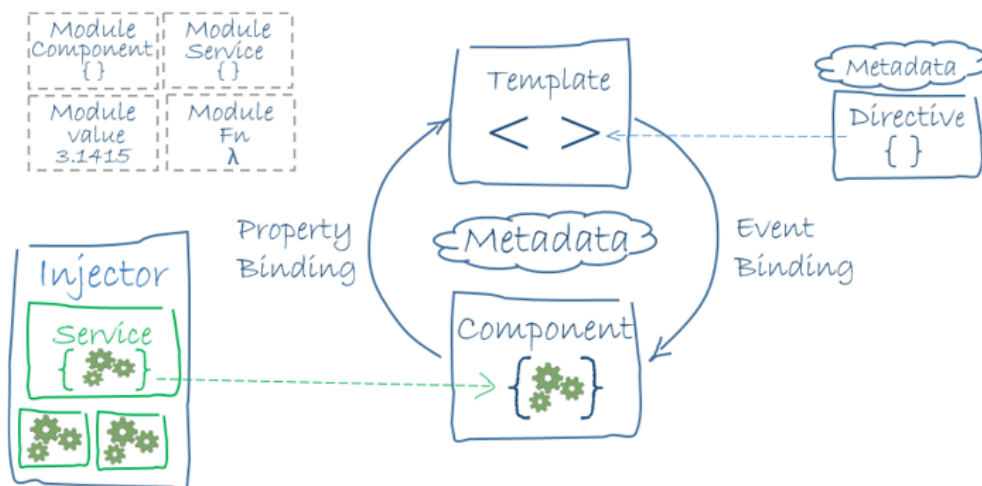 Module
Component
{ }
Module
Service
{ }
Module
value
3.1415
Module
Fn
λ
Template
< >
Metadata
Directive
{ }
Property
Binding
Metadata
Event
Binding
Injector
Service
{ }
Component
{ }